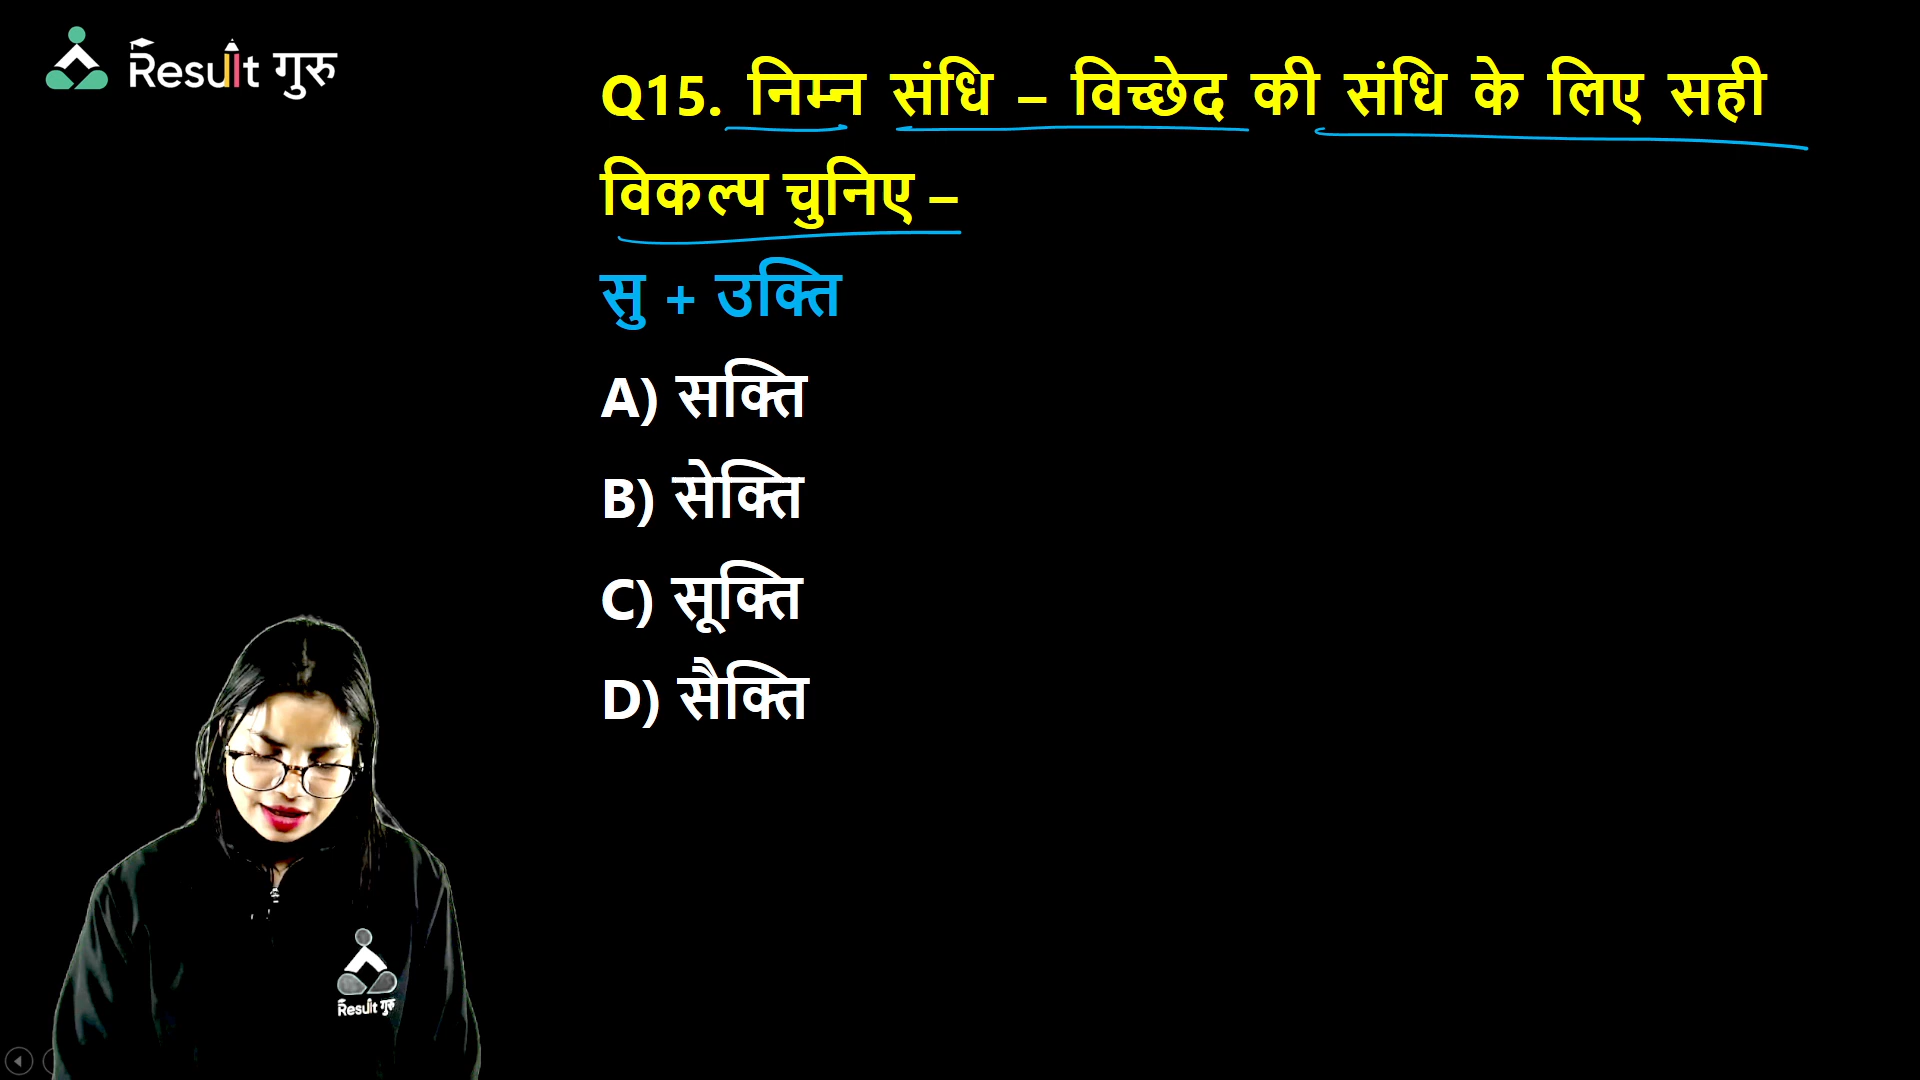 Result गुरु
Q15. निम्न संधि – विच्छेद की संधि के लिए सही
विकल्प चुनिए –
सु + उक्ति
A) सक्ति
B) सेक्ति
C) सूक्ति
D) सैक्ति
Result गुरु